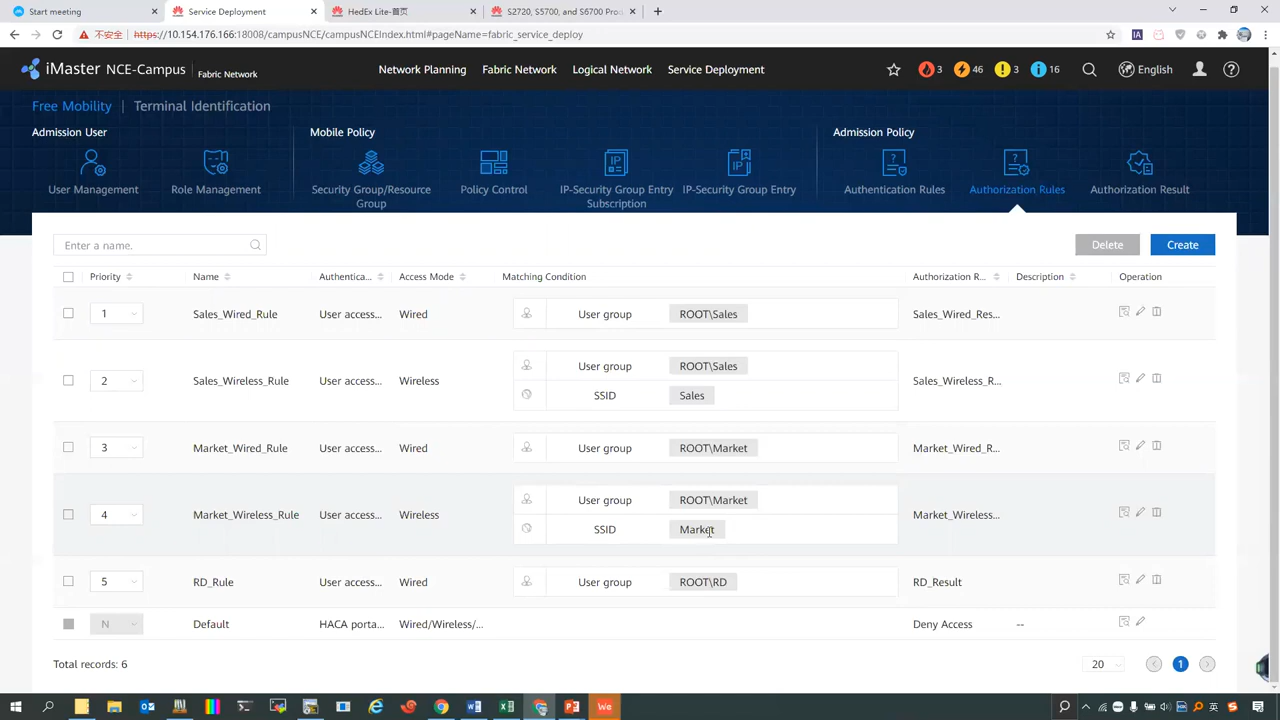 Start meeting
Service Deployment
HedEx Lite-首页
S2720, S5700, and S6700 Pro
不安全 https://10.154.176.166:18008/campusNCE/campusNCEIndex.html#pageName=fabric_service_deploy
iMaster NCE-Campus Fabric Network
Network Planning Fabric Network Logical Network Service Deployment
3 46 3 16 English
Free Mobility | Terminal Identification
Admission User Mobile Policy Admission Policy
User Management Role Management Security Group/Resource Group Policy Control IP-Security Group Entry Subscription IP-Security Group Entry Authentication Rules Authorization Rules Authorization Result
Enter a name. Delete Create
Priority Name Authentica... Access Mode Matching Condition Authorization R... Description Operation
1 Sales_Wired_Rule User access... Wired User group ROOT\Sales Sales_Wired_Res...
2 Sales_Wireless_Rule User access... Wireless User group ROOT\Sales Sales_Wireless_R...
SSID Sales
3 Market_Wired_Rule User access... Wired User group ROOT\Market Market_Wired_R...
4 Market_Wireless_Rule User access... Wireless User group ROOT\Market Market_Wireless...
SSID Market
5 RD_Rule User access... Wired User group ROOT\RD RD_Result
N Default HACA porta... Wired/Wireless/... Deny Access --
Total records: 6 20 1
We
英